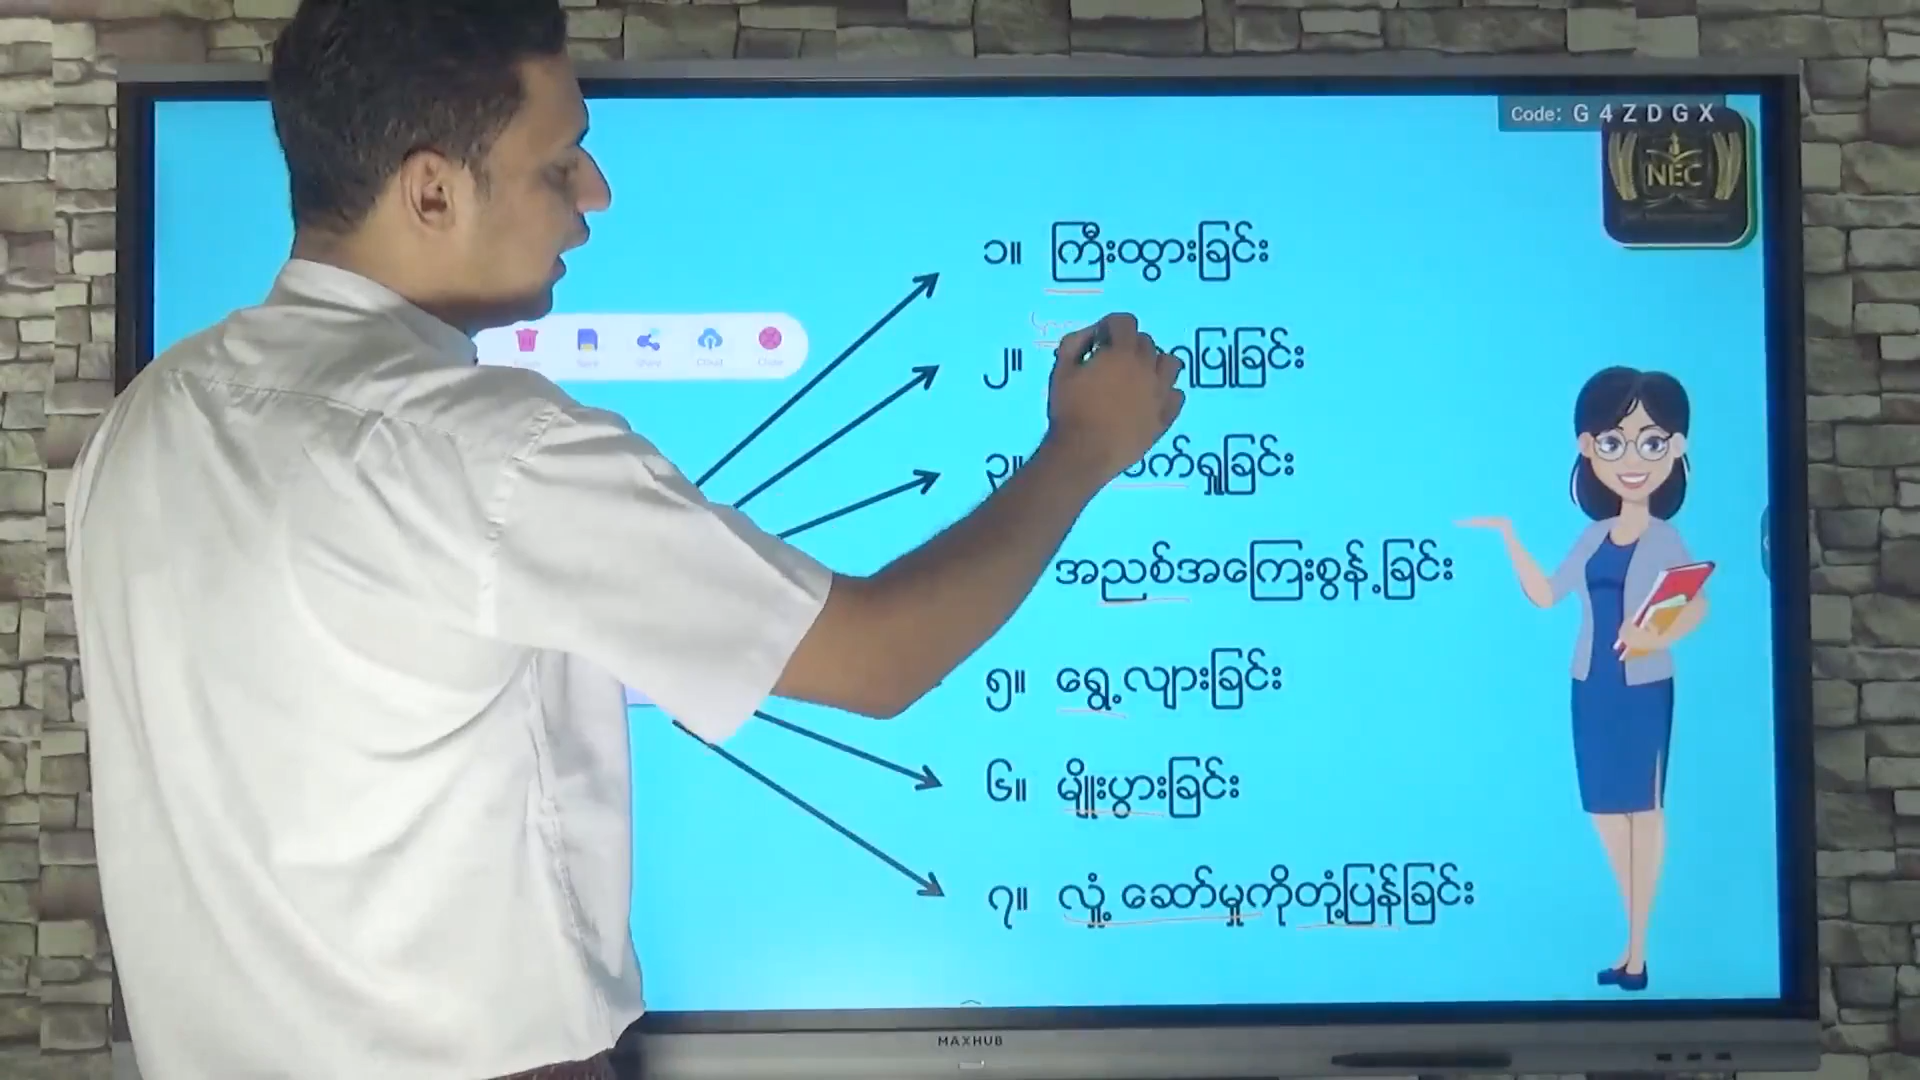 Code: G 4 Z D G X
NEC
၁။ ကြီးထွားခြင်း
၂။
၃။
အညစ်အကြေးစွန့်ခြင်း
၅။ ရွေ့လျားခြင်း
၆။ မျိုးပွားခြင်း
၇။ လှုံ့ဆော်မှုကိုတုံ့ပြန်ခြင်း
MAXHUB